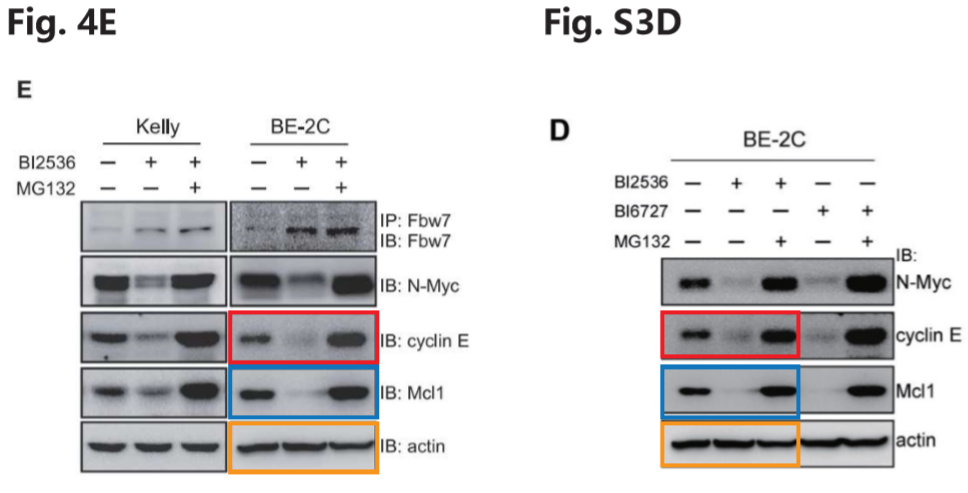 Fig. 4E
Fig. S3D
E
Kelly
BE-2C
BI2536 – + + – + +
MG132 – – + – – +
IP: Fbw7
IB: Fbw7
IB: N-Myc
IB: cyclin E
IB: Mcl1
IB: actin
D
BE-2C
BI2536 – + + – –
BI6727 – – – + +
MG132 – – + – +
IB:
N-Myc
cyclin E
Mcl1
actin